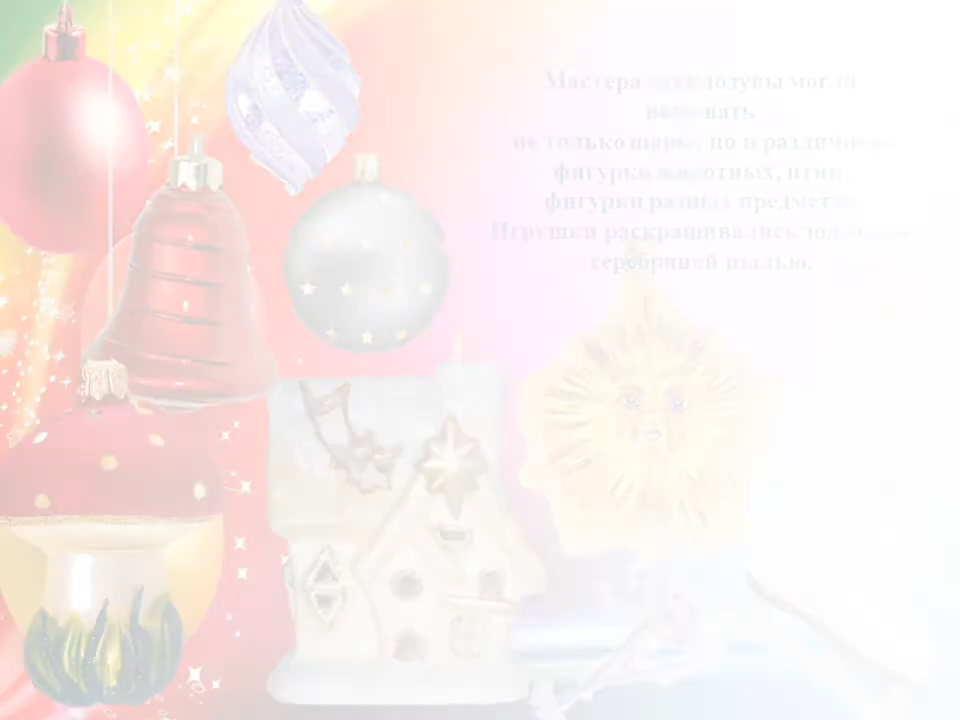 Мастера стеклодувы могли
выдувать
не только шары, но и различные
фигурки животных, птиц,
фигурки разных предметов.
Игрушки раскрашивались золотой и
серебряной пылью.